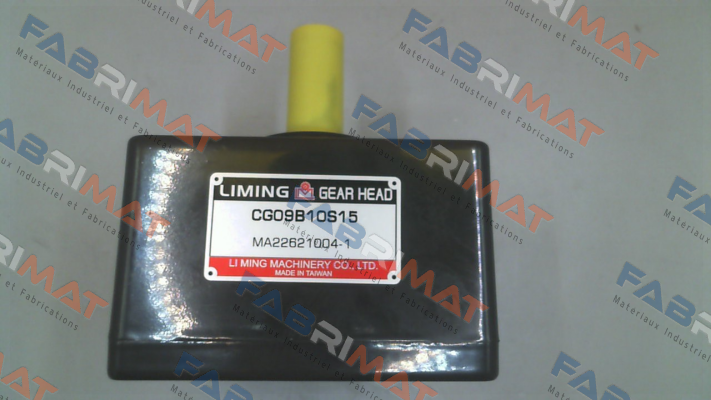 LIMING GEAR HEAD
CG09B10S15
MA22621004-1
LI MING MACHINERY CO., LTD.
MADE IN TAIWAN
FABRIMAT
Materiaux Industriel et Fabrications